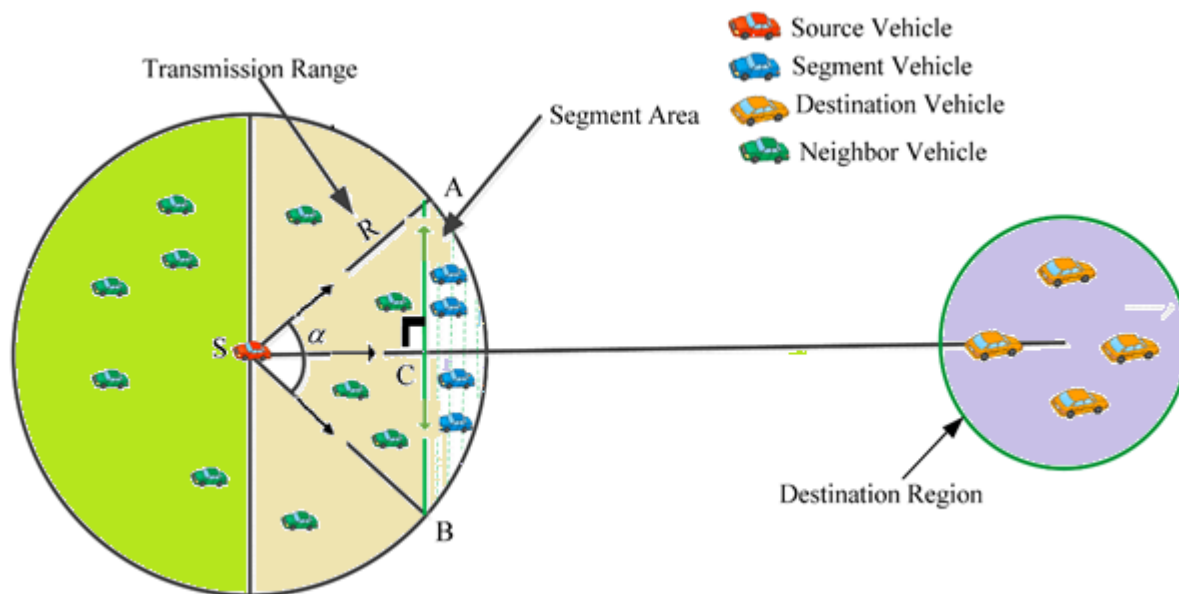 Source Vehicle
Transmission Range
Segment Vehicle
Segment Area
Destination Vehicle
Neighbor Vehicle
A
R
S
α
C
B
Destination Region